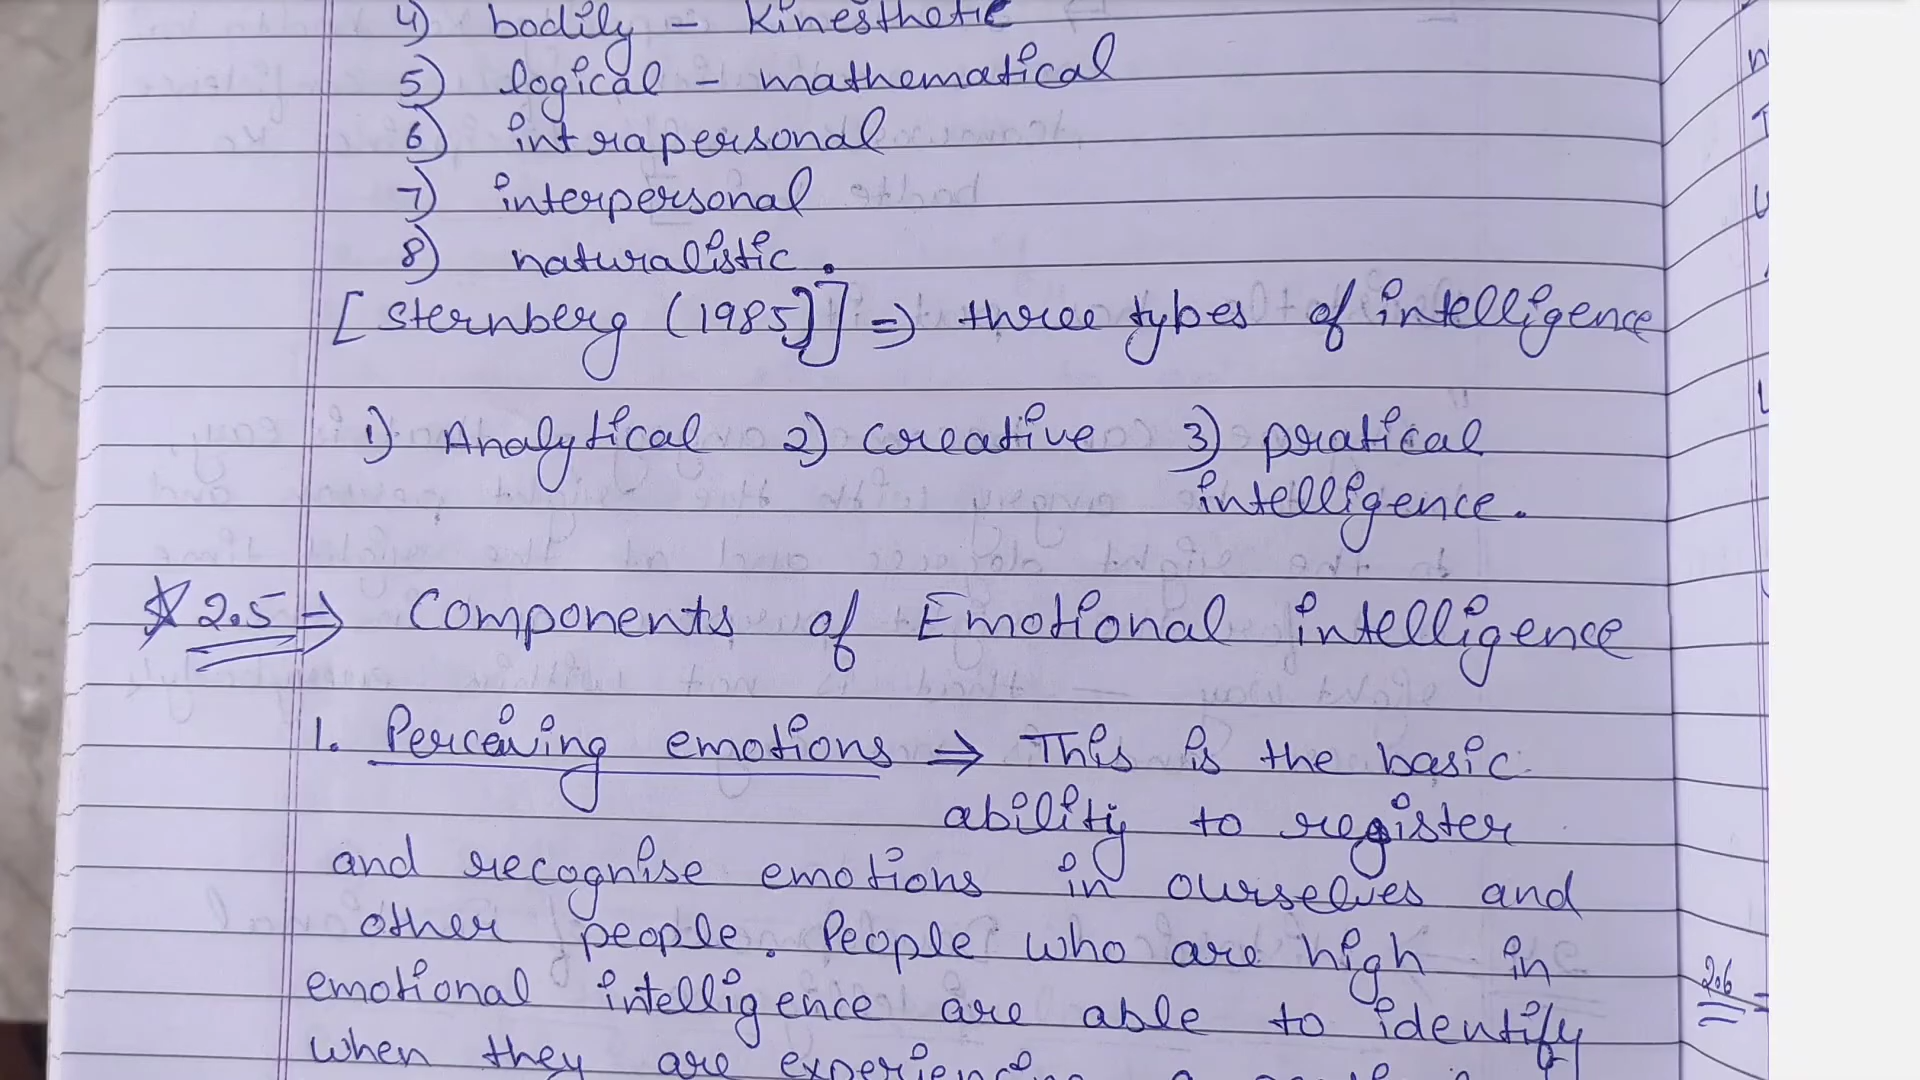 4) bodily - Kinesthetic
5) logical - mathematical
6) intrapersonal
7) interpersonal
8) naturalistic.
[Sternberg (1985)] => three types of intelligence
1) Analytical 2) creative 3) pratical
intelligence.
☆ 2.5 → Components of Emotional intelligence
1. Perceiving emotions => This is the basic
ability to register
and recognise emotions in ourselves and
other people. People who are high in
emotional intelligence are able to identify
when they are
2.6